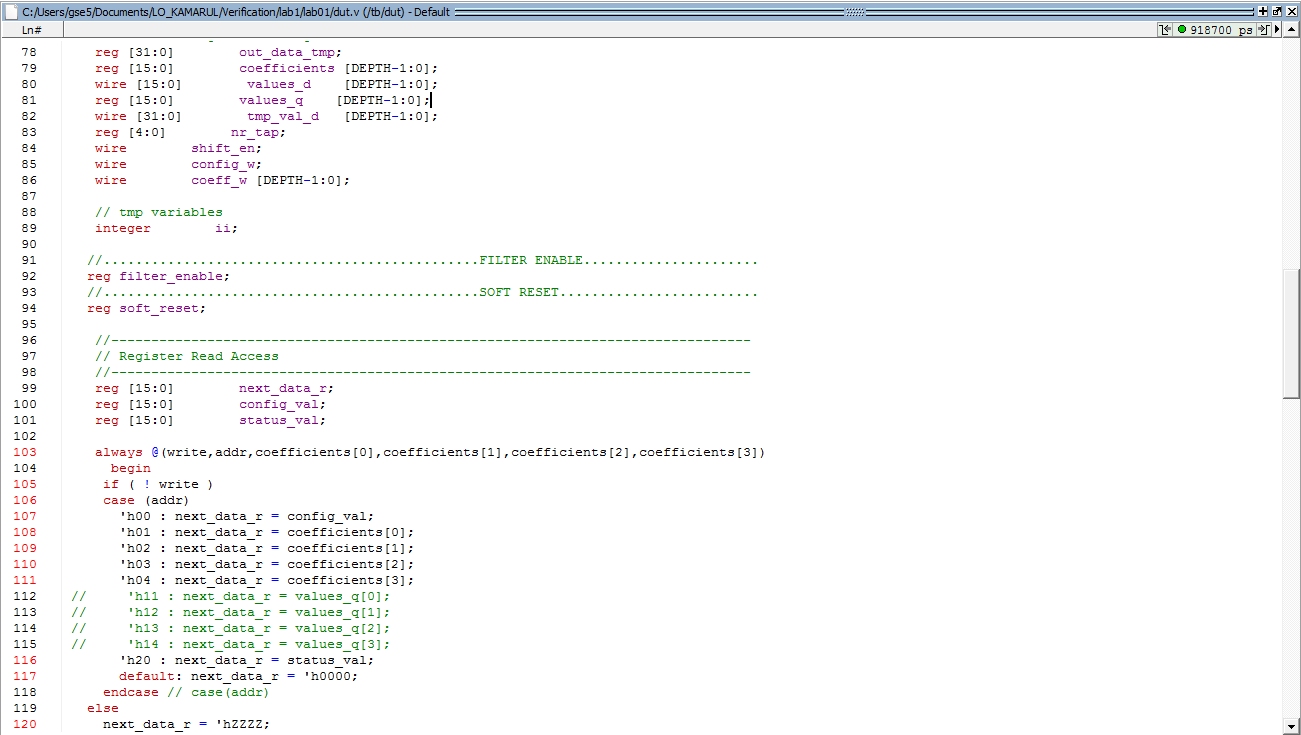 C:/Users/gse5/Documents/LO_KAMARUL/Verification/lab1/lab01/dut.v (/tb/dut) - Default
Ln#
918700 ps
78 reg [31:0] out_data_tmp;
79 reg [15:0] coefficients [DEPTH-1:0];
80 wire [15:0] values_d [DEPTH-1:0];
81 reg [15:0] values_q [DEPTH-1:0];
82 wire [31:0] tmp_val_d [DEPTH-1:0];
83 reg [4:0] nr_tap;
84 wire shift_en;
85 wire config_w;
86 wire coeff_w [DEPTH-1:0];
87
88 // tmp variables
89 integer ii;
90
91 //...............................................FILTER ENABLE......................
92 reg filter_enable;
93 //...............................................SOFT RESET.........................
94 reg soft_reset;
95
96 //--------------------------------------------------------------------------------
97 // Register Read Access
98 //--------------------------------------------------------------------------------
99 reg [15:0] next_data_r;
100 reg [15:0] config_val;
101 reg [15:0] status_val;
102
103 always @(write,addr,coefficients[0],coefficients[1],coefficients[2],coefficients[3])
104 begin
105 if ( ! write )
106 case (addr)
107 'h00 : next_data_r = config_val;
108 'h01 : next_data_r = coefficients[0];
109 'h02 : next_data_r = coefficients[1];
110 'h03 : next_data_r = coefficients[2];
111 'h04 : next_data_r = coefficients[3];
112 // 'h11 : next_data_r = values_q[0];
113 // 'h12 : next_data_r = values_q[1];
114 // 'h13 : next_data_r = values_q[2];
115 // 'h14 : next_data_r = values_q[3];
116 'h20 : next_data_r = status_val;
117 default: next_data_r = 'h0000;
118 endcase // case(addr)
119 else
120 next_data_r = 'hZZZZ;